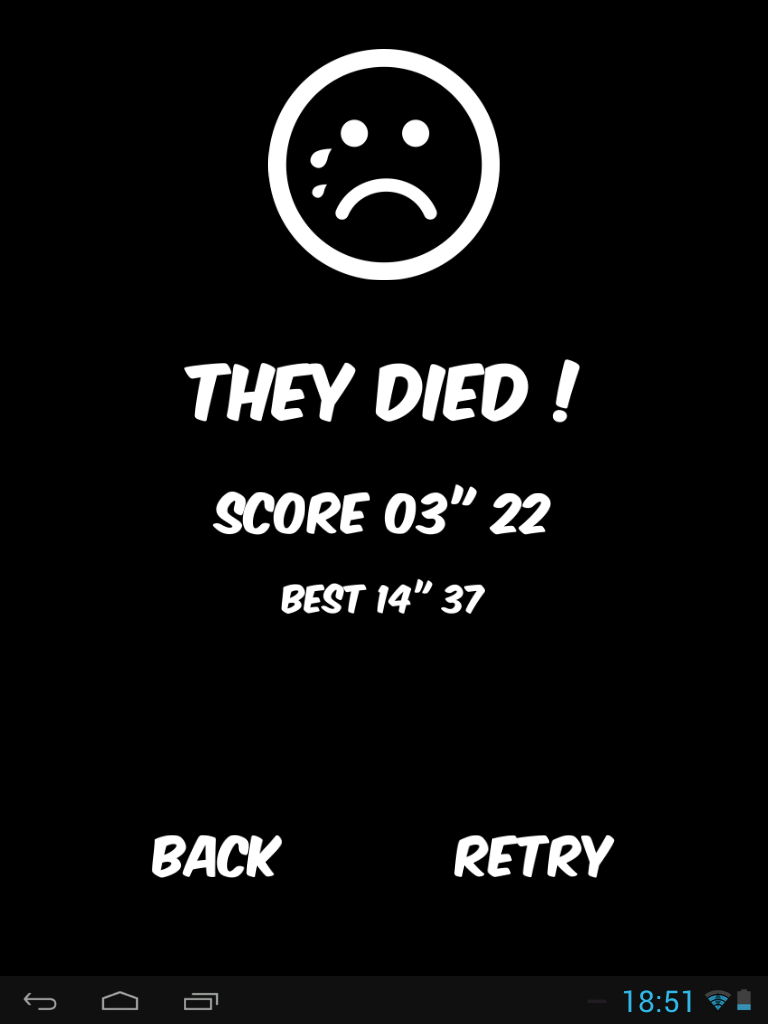 THEY DIED !
SCORE 03" 22
BEST 14" 37
BACK RETRY
18:51